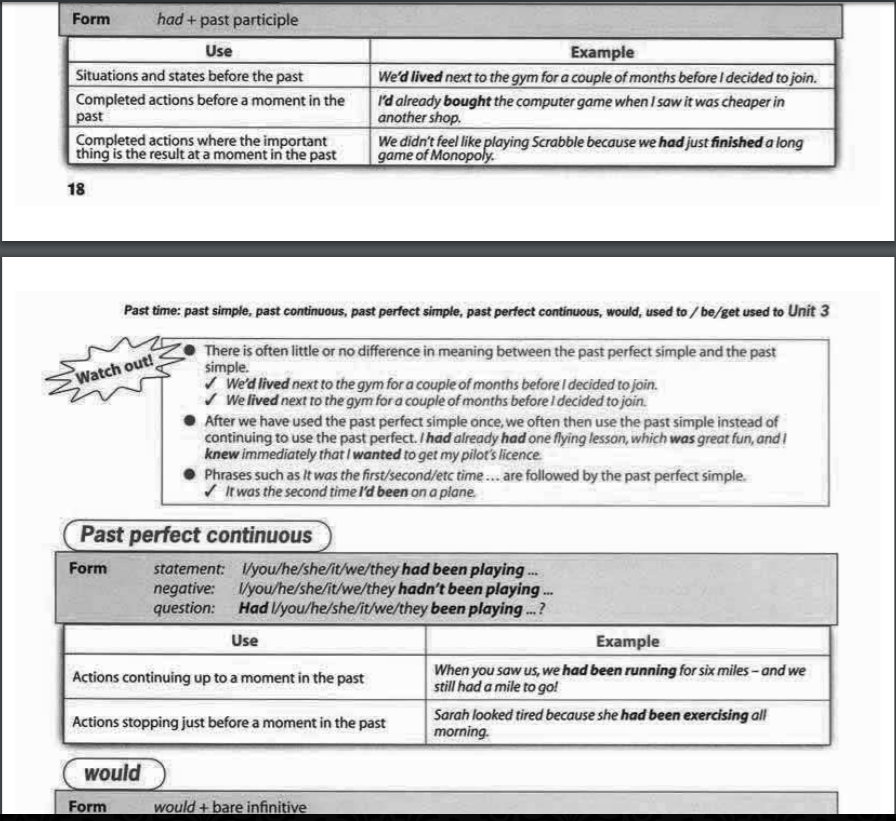 Form had + past participle
Use Example
Situations and states before the past We'd lived next to the gym for a couple of months before I decided to join.
Completed actions before a moment in the past I'd already bought the computer game when I saw it was cheaper in another shop.
Completed actions where the important thing is the result at a moment in the past We didn't feel like playing Scrabble because we had just finished a long game of Monopoly.
18
Past time: past simple, past continuous, past perfect simple, past perfect continuous, would, used to / be/get used to Unit 3
Watch out!
● There is often little or no difference in meaning between the past perfect simple and the past
simple.
✓ We'd lived next to the gym for a couple of months before I decided to join.
✓ We lived next to the gym for a couple of months before I decided to join.
● After we have used the past perfect simple once, we often then use the past simple instead of
continuing to use the past perfect. I had already had one flying lesson, which was great fun, and I
knew immediately that I wanted to get my pilot's licence.
● Phrases such as It was the first/second/etc time ... are followed by the past perfect simple.
✓ It was the second time I'd been on a plane.
Past perfect continuous
Form statement: I/you/he/she/it/we/they had been playing ...
negative: I/you/he/she/it/we/they hadn't been playing ...
question: Had I/you/he/she/it/we/they been playing ... ?
Use Example
Actions continuing up to a moment in the past When you saw us, we had been running for six miles – and we still had a mile to go!
Actions stopping just before a moment in the past Sarah looked tired because she had been exercising all morning.
would
Form would + bare infinitive